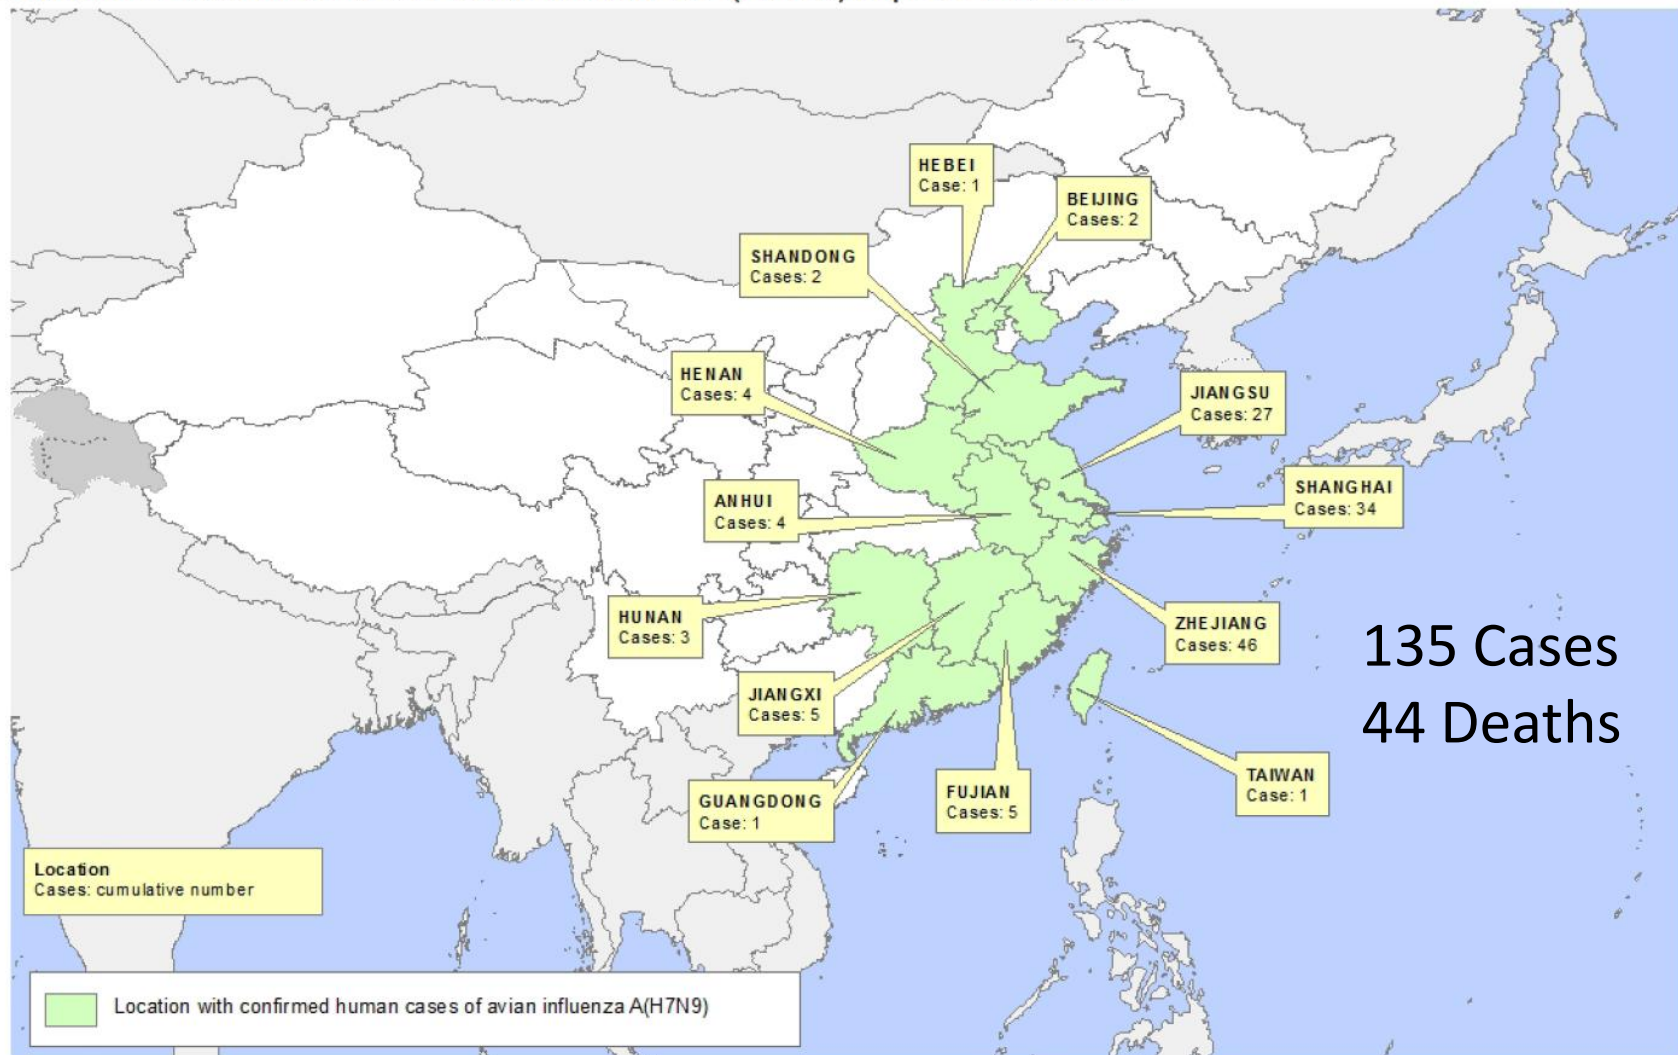 HEBEI
Case: 1
BEIJING
Cases: 2
SHANDONG
Cases: 2
HENAN
Cases: 4
JIANGSU
Cases: 27
SHANGHAI
Cases: 34
ANHUI
Cases: 4
HUNAN
Cases: 3
ZHEJIANG
Cases: 46
135 Cases
44 Deaths
JIANGXI
Cases: 5
TAIWAN
Case: 1
FUJIAN
Cases: 5
GUANGDONG
Case: 1
Location
Cases: cumulative number
Location with confirmed human cases of avian influenza A(H7N9)